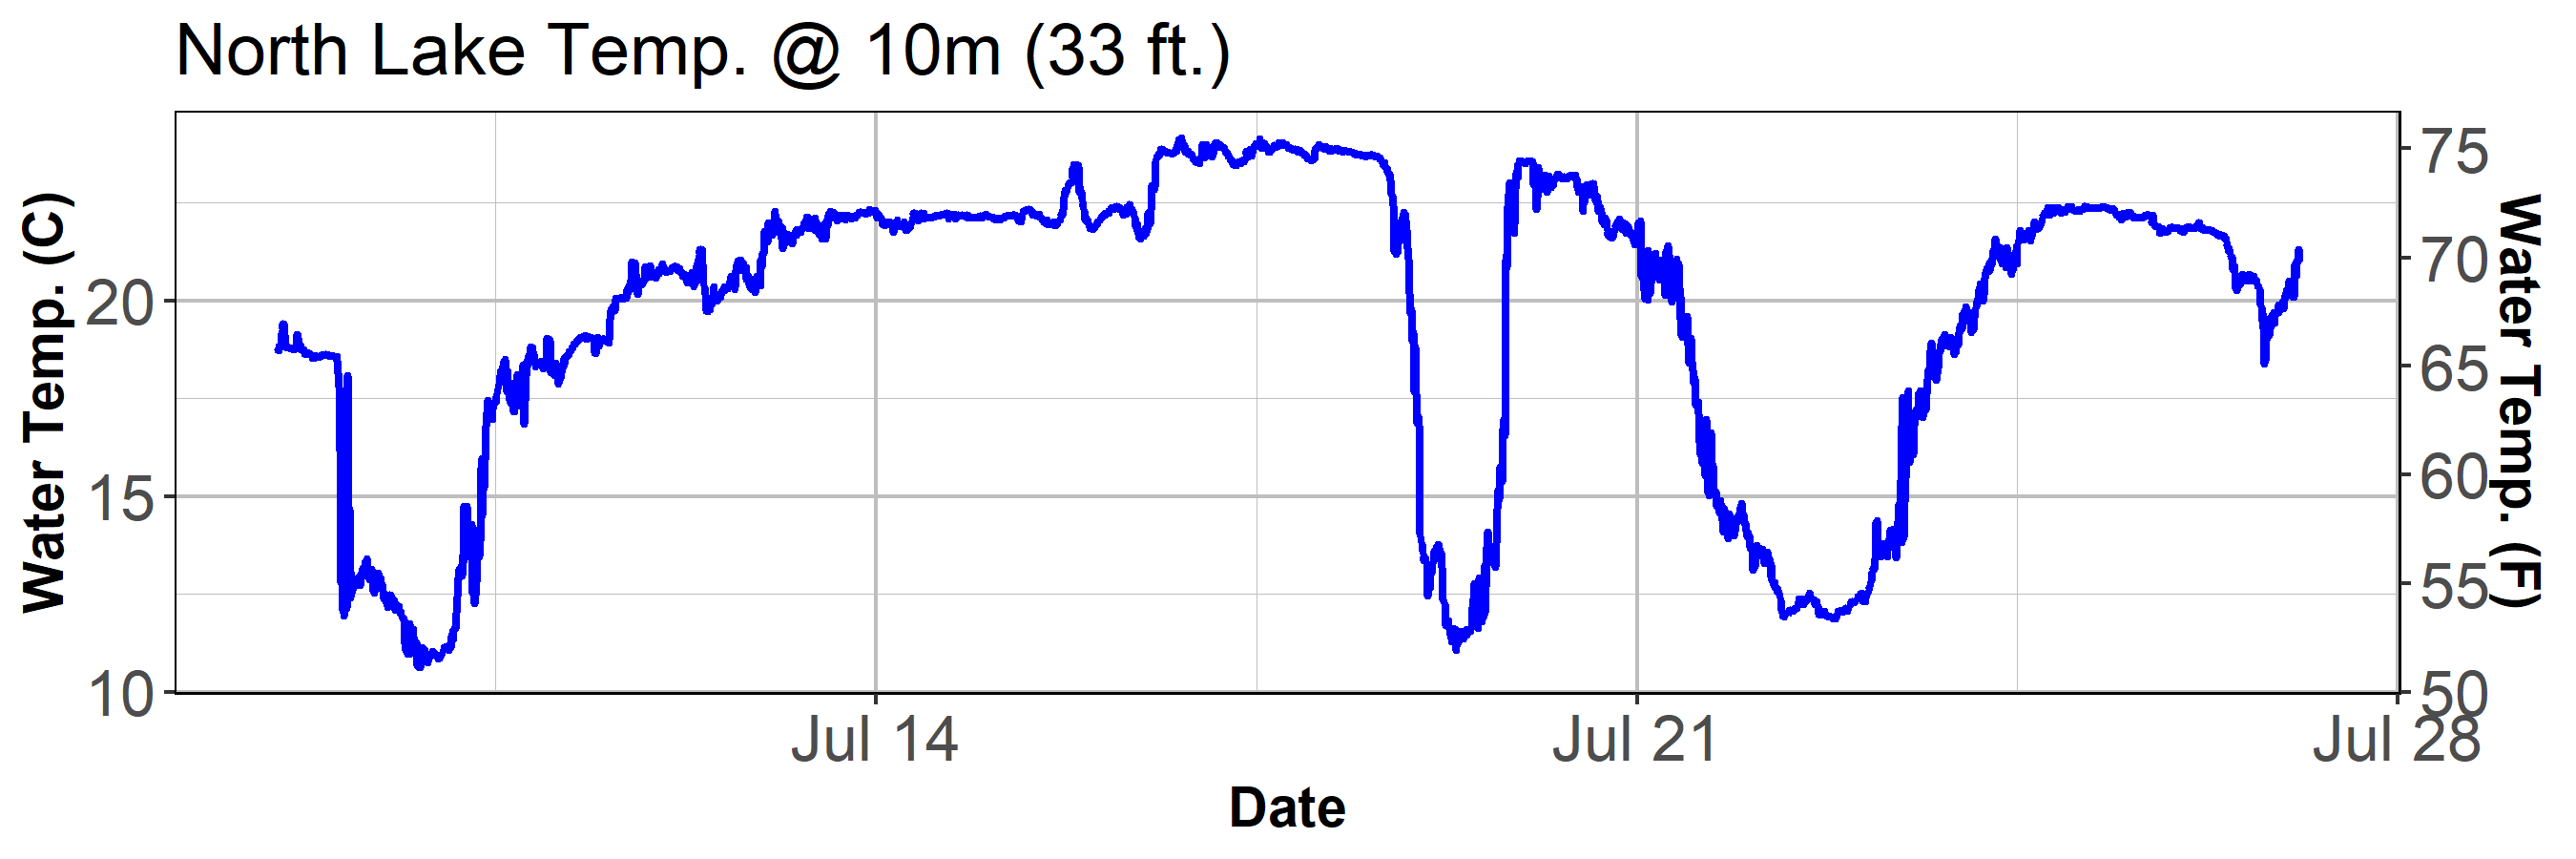 North Lake Temp. @ 10m (33 ft.)
Water Temp. (C)
20
15
10
75
70
65
60
55
50
Water Temp. (F)
Jul 14
Jul 21
Jul 28
Date